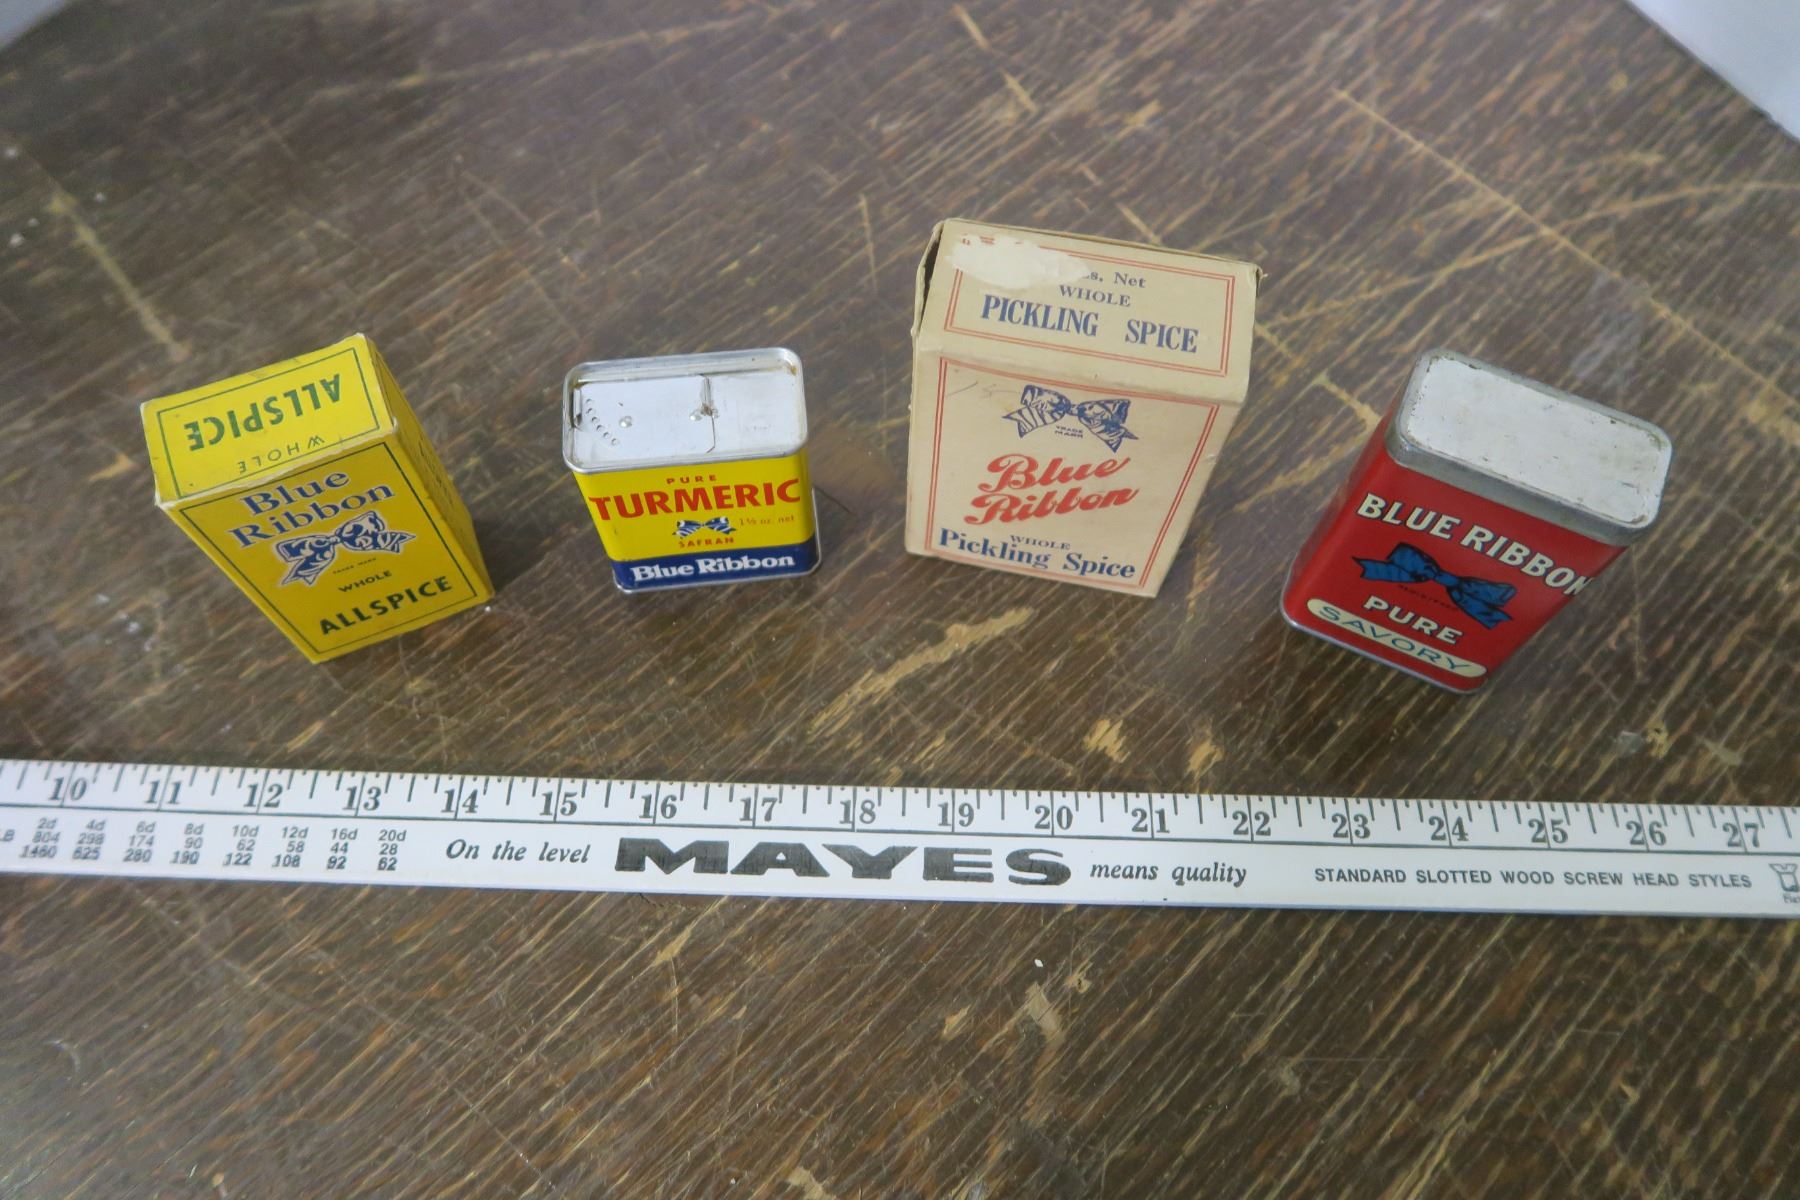 WHOLE
ALLSPICE
Blue
Ribbon
TRADE MARK
WHOLE
ALLSPICE
PURE
TURMERIC
1½ oz. net
SAFRAN
Blue Ribbon
Net
WHOLE
PICKLING SPICE
TRADE
MARK
Blue
Ribbon
WHOLE
Pickling Spice
BLUE RIBBON
PURE
SAVORY
10 11 12 13 14 15 16 17 18 19 20 21 22 23 24 25 26 27
2d 4d 6d 8d 10d 12d 16d 20d
LB 804 298 174 90 62 58 44 28
1460 625 280 190 122 108 92 62
On the level MAYES means quality STANDARD SLOTTED WOOD SCREW HEAD STYLES